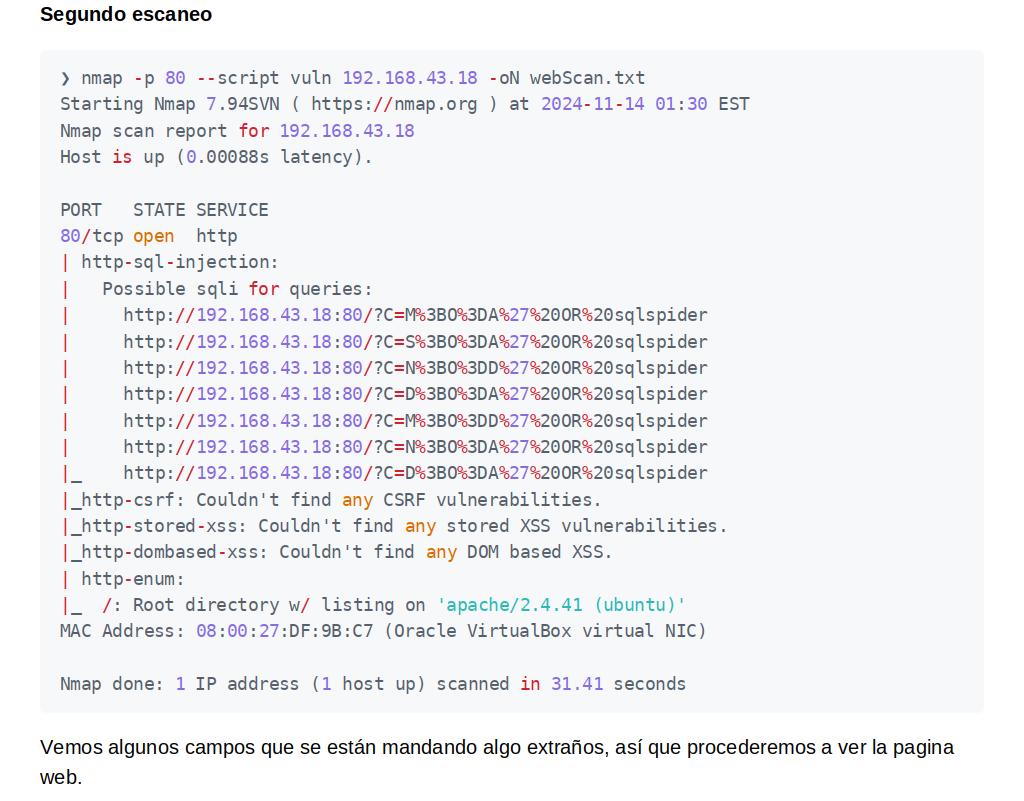 Segundo escaneo
❯ nmap -p 80 --script vuln 192.168.43.18 -oN webScan.txt
Starting Nmap 7.94SVN ( https://nmap.org ) at 2024-11-14 01:30 EST
Nmap scan report for 192.168.43.18
Host is up (0.00088s latency).
PORT   STATE SERVICE
80/tcp open  http
| http-sql-injection:
|   Possible sqli for queries:
|     http://192.168.43.18:80/?C=M%3BO%3DA%27%20OR%20sqlspider
|     http://192.168.43.18:80/?C=S%3BO%3DA%27%20OR%20sqlspider
|     http://192.168.43.18:80/?C=N%3BO%3DD%27%20OR%20sqlspider
|     http://192.168.43.18:80/?C=D%3BO%3DA%27%20OR%20sqlspider
|     http://192.168.43.18:80/?C=M%3BO%3DD%27%20OR%20sqlspider
|     http://192.168.43.18:80/?C=N%3BO%3DA%27%20OR%20sqlspider
|_    http://192.168.43.18:80/?C=D%3BO%3DA%27%20OR%20sqlspider
|_http-csrf: Couldn't find any CSRF vulnerabilities.
|_http-stored-xss: Couldn't find any stored XSS vulnerabilities.
|_http-dombased-xss: Couldn't find any DOM based XSS.
| http-enum:
|_  /: Root directory w/ listing on 'apache/2.4.41 (ubuntu)'
MAC Address: 08:00:27:DF:9B:C7 (Oracle VirtualBox virtual NIC)
Nmap done: 1 IP address (1 host up) scanned in 31.41 seconds
Vemos algunos campos que se están mandando algo extraños, así que procederemos a ver la pagina
web.